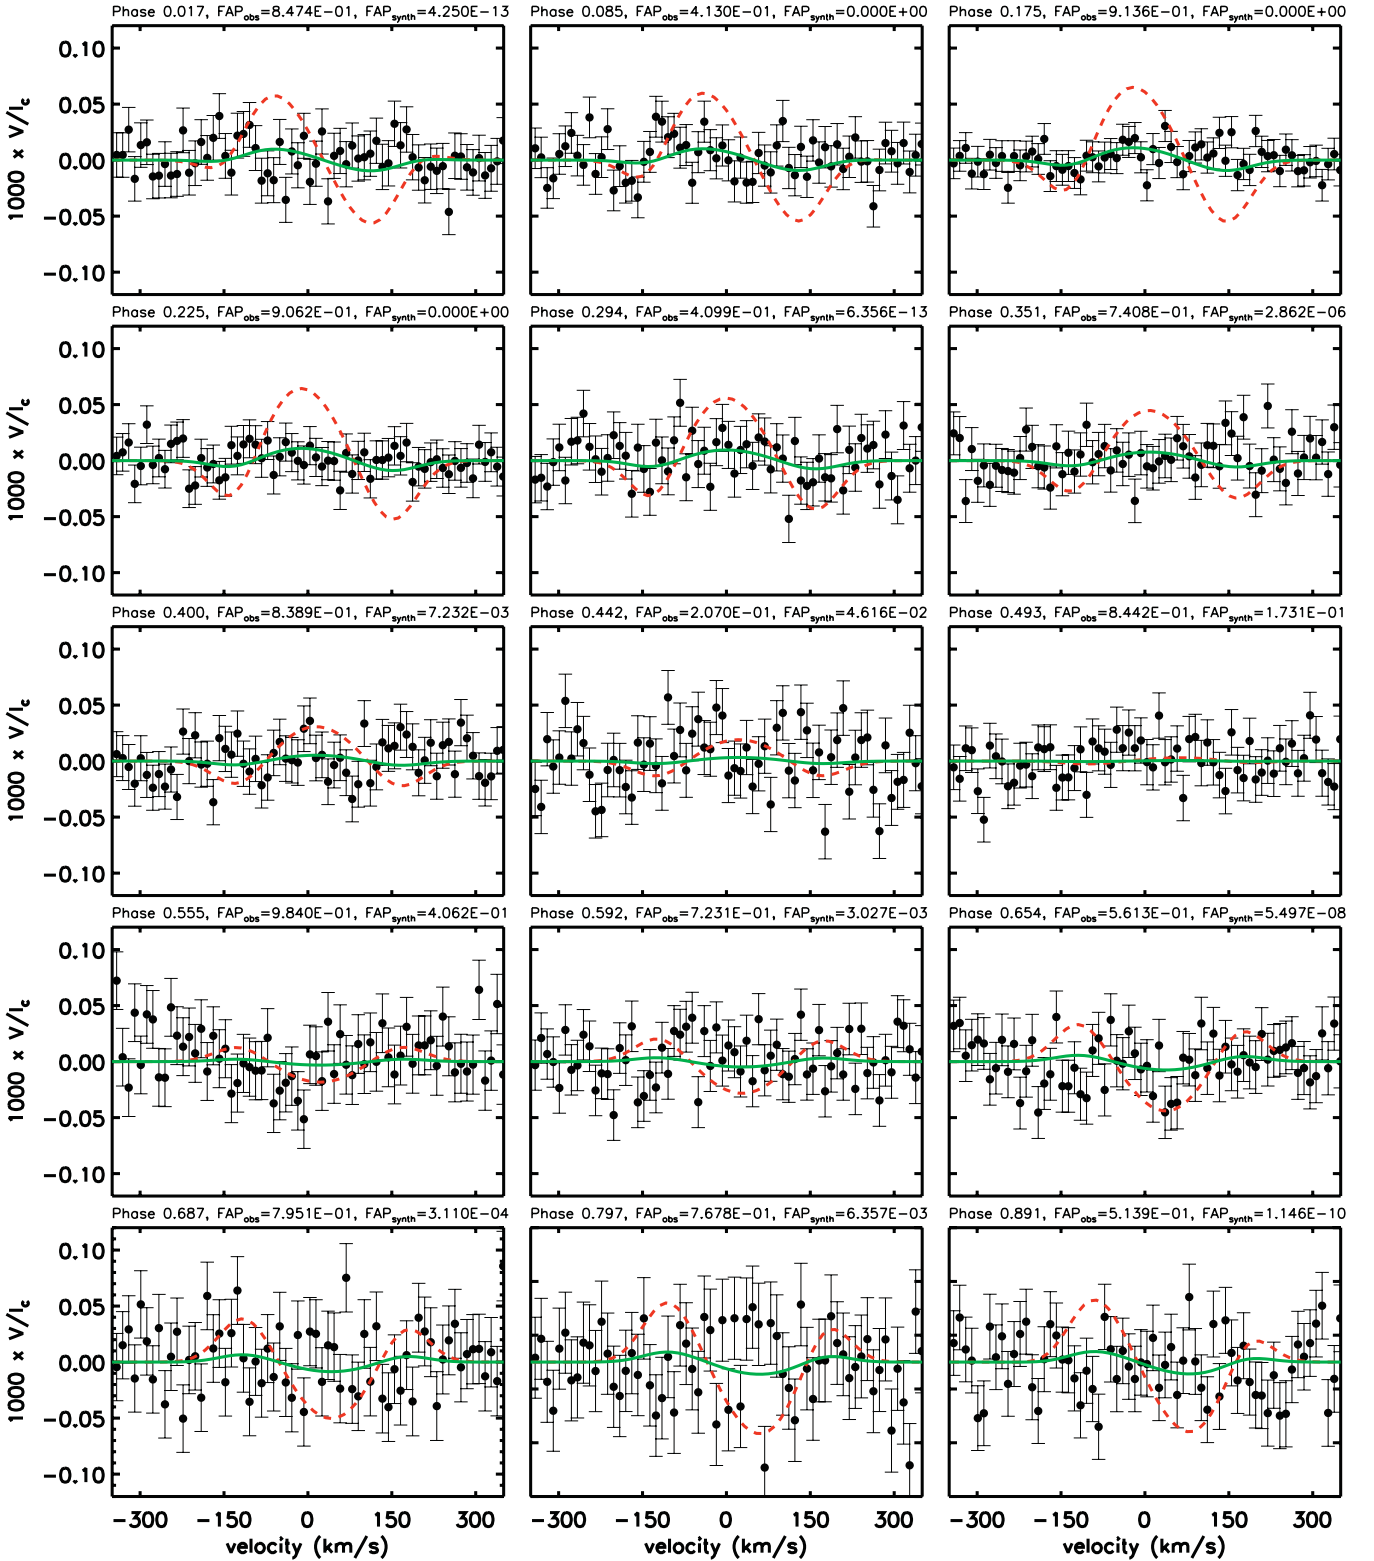 Phase 0.017, FAPobs=8.474E−01, FAPsynth=4.250E−13
Phase 0.085, FAPobs=4.130E−01, FAPsynth=0.000E+00
Phase 0.175, FAPobs=9.136E−01, FAPsynth=0.000E+00
0.10
0.05
0.00
−0.05
−0.10
1000 × V/Ic
Phase 0.225, FAPobs=9.062E−01, FAPsynth=0.000E+00
Phase 0.294, FAPobs=4.099E−01, FAPsynth=6.356E−13
Phase 0.351, FAPobs=7.408E−01, FAPsynth=2.862E−06
0.10
0.05
0.00
−0.05
−0.10
1000 × V/Ic
Phase 0.400, FAPobs=8.389E−01, FAPsynth=7.232E−03
Phase 0.442, FAPobs=2.070E−01, FAPsynth=4.616E−02
Phase 0.493, FAPobs=8.442E−01, FAPsynth=1.731E−01
0.10
0.05
0.00
−0.05
−0.10
1000 × V/Ic
Phase 0.555, FAPobs=9.840E−01, FAPsynth=4.062E−01
Phase 0.592, FAPobs=7.231E−01, FAPsynth=3.027E−03
Phase 0.654, FAPobs=5.613E−01, FAPsynth=5.497E−08
0.10
0.05
0.00
−0.05
−0.10
1000 × V/Ic
Phase 0.687, FAPobs=7.951E−01, FAPsynth=3.110E−04
Phase 0.797, FAPobs=7.678E−01, FAPsynth=6.357E−03
Phase 0.891, FAPobs=5.139E−01, FAPsynth=1.146E−10
0.10
0.05
0.00
−0.05
−0.10
1000 × V/Ic
−300 −150 0 150 300
−300 −150 0 150 300
−300 −150 0 150 300
velocity (km/s)
velocity (km/s)
velocity (km/s)